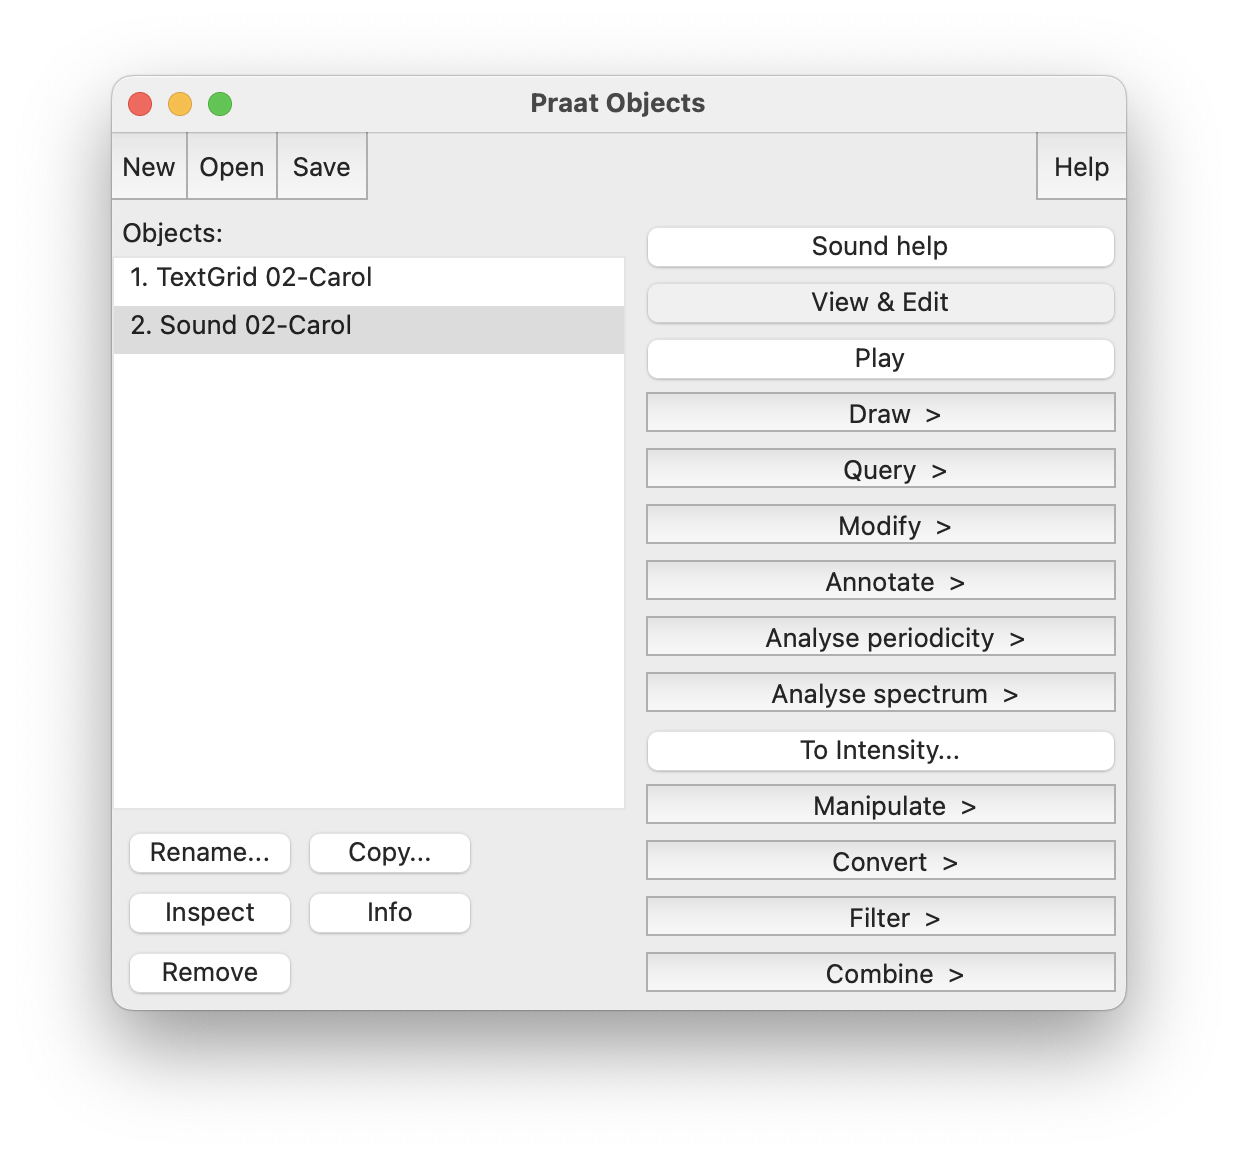 Praat Objects
New Open Save Help
Objects:
1. TextGrid 02-Carol
2. Sound 02-Carol
Rename... Copy...
Inspect Info
Remove
Sound help
View & Edit
Play
Draw >
Query >
Modify >
Annotate >
Analyse periodicity >
Analyse spectrum >
To Intensity...
Manipulate >
Convert >
Filter >
Combine >